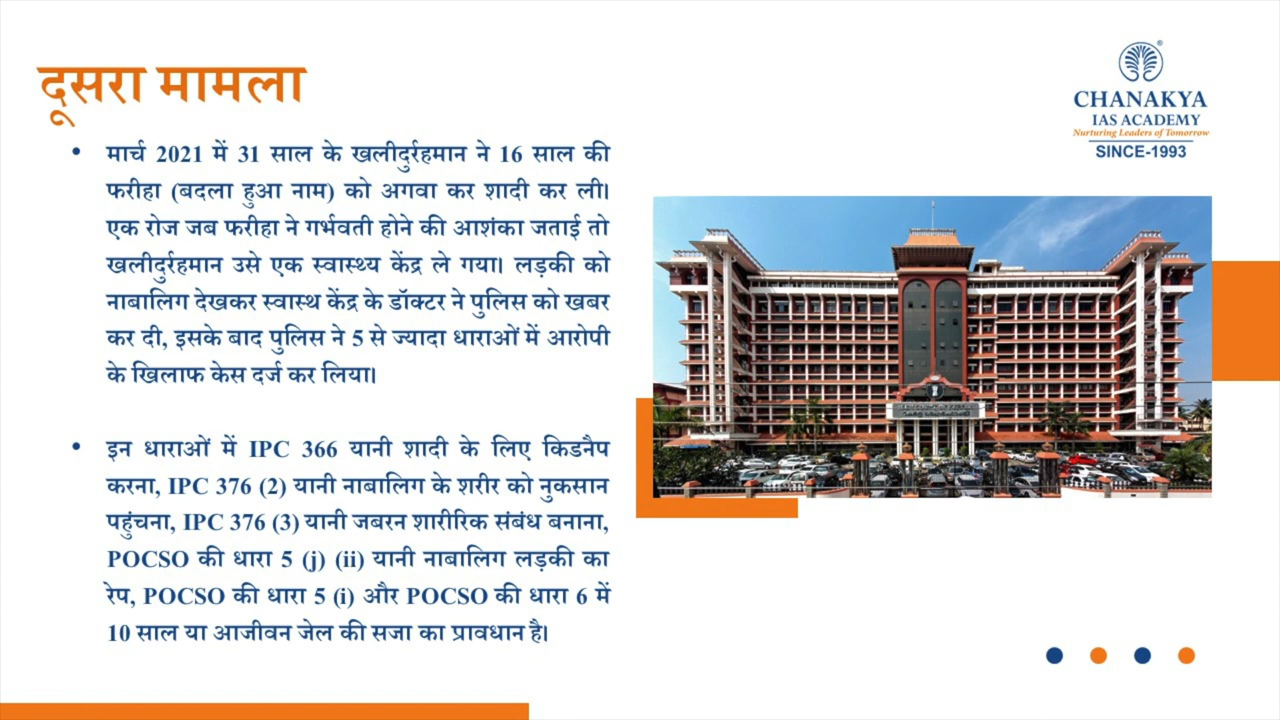 दूसरा मामला
CHANAKYA
IAS ACADEMY
Nurturing Leaders of Tomorrow
SINCE-1993
• मार्च 2021 में 31 साल के खलीदुर्रहमान ने 16 साल की
फरीहा (बदला हुआ नाम) को अगवा कर शादी कर ली।
एक रोज जब फरीहा ने गर्भवती होने की आशंका जताई तो
खलीदुर्रहमान उसे एक स्वास्थ्य केंद्र ले गया। लड़की को
नाबालिग देखकर स्वास्थ केंद्र के डॉक्टर ने पुलिस को खबर
कर दी, इसके बाद पुलिस ने 5 से ज्यादा धाराओं में आरोपी
के खिलाफ केस दर्ज कर लिया।
• इन धाराओं में IPC 366 यानी शादी के लिए किडनैप
करना, IPC 376 (2) यानी नाबालिग के शरीर को नुकसान
पहुंचना, IPC 376 (3) यानी जबरन शारीरिक संबंध बनाना,
POCSO की धारा 5 (j) (ii) यानी नाबालिग लड़की का
रेप, POCSO की धारा 5 (i) और POCSO की धारा 6 में
10 साल या आजीवन जेल की सजा का प्रावधान है।